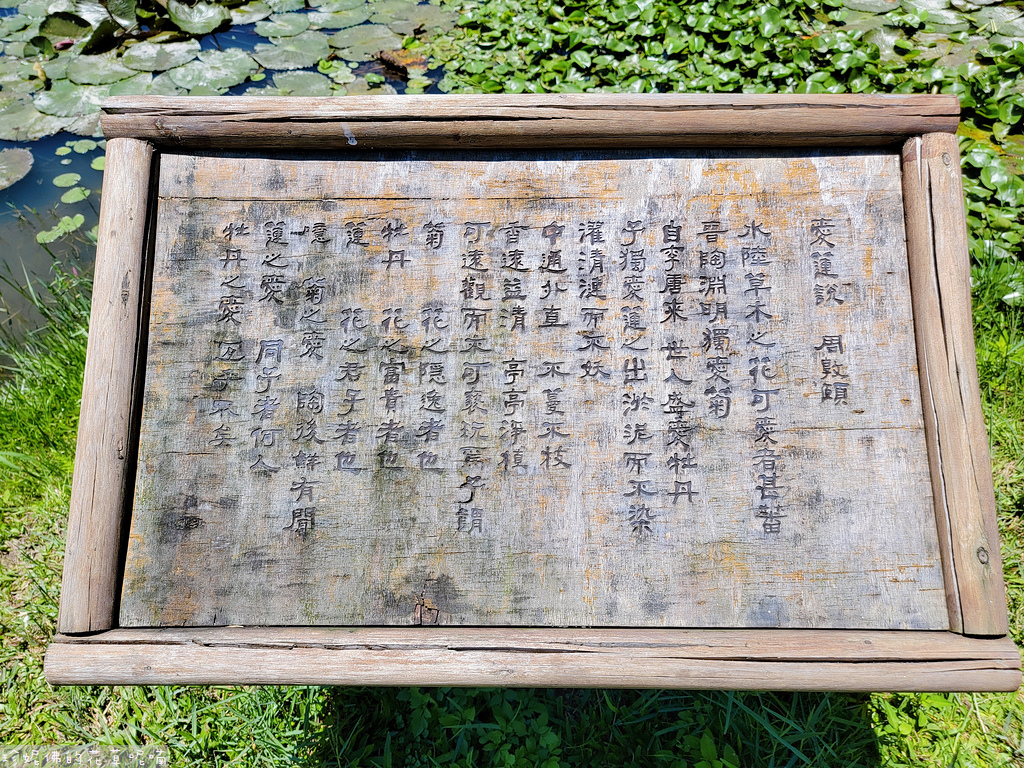 愛蓮說 周敦頤
水陸草木之花可愛者甚蕃
晋陶淵明獨愛菊
自李唐來 世人盛愛牡丹
予獨愛蓮之出淤泥而不染
濯清漣而不妖
中通外直 不蔓不枝
香遠益清 亭亭淨植
可遠觀而不可褻玩焉予謂
菊 花之隱逸者也
牡丹 花之富貴者也
蓮 花之君子者也
噫 菊之愛 陶後鮮有聞
蓮之愛 同予者何人
牡丹之愛 宜乎眾矣